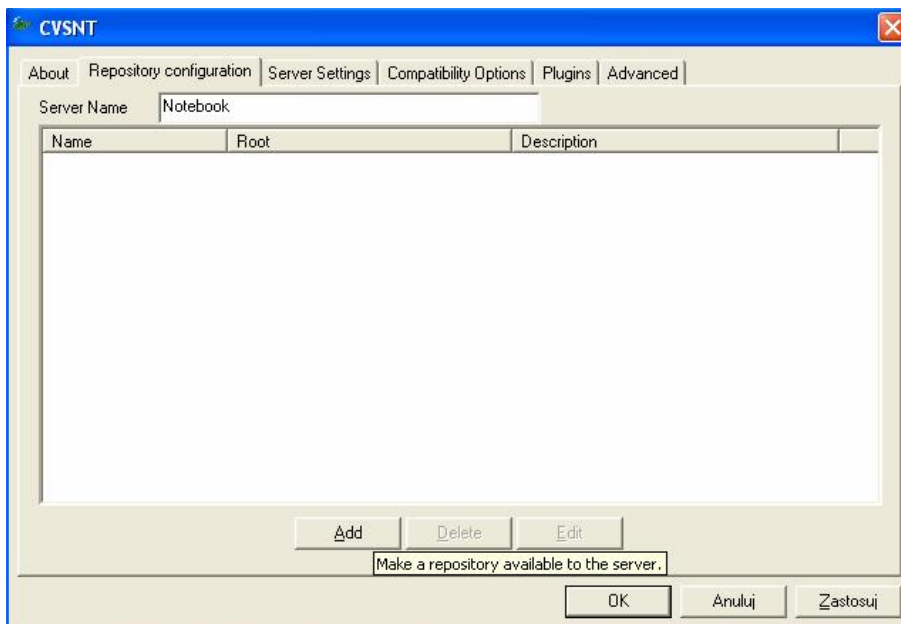 CVSNT
About Repository configuration Server Settings Compatibility Options Plugins Advanced
Server Name Notebook
Name Root Description
Add Delete Edit
Make a repository available to the server.
OK Anuluj Zastosuj